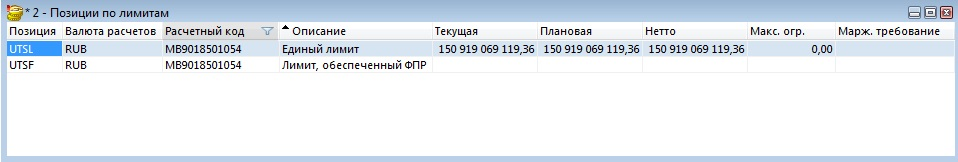 * 2 - Позиции по лимитам
Позиция Валюта расчетов Расчетный код Описание Текущая Плановая Нетто Макс. огр. Марж. требование
UTSL RUB MB9018501054 Единый лимит 150 919 069 119,36 150 919 069 119,36 150 919 069 119,36 0,00
UTSF RUB MB9018501054 Лимит, обеспеченный ФПР